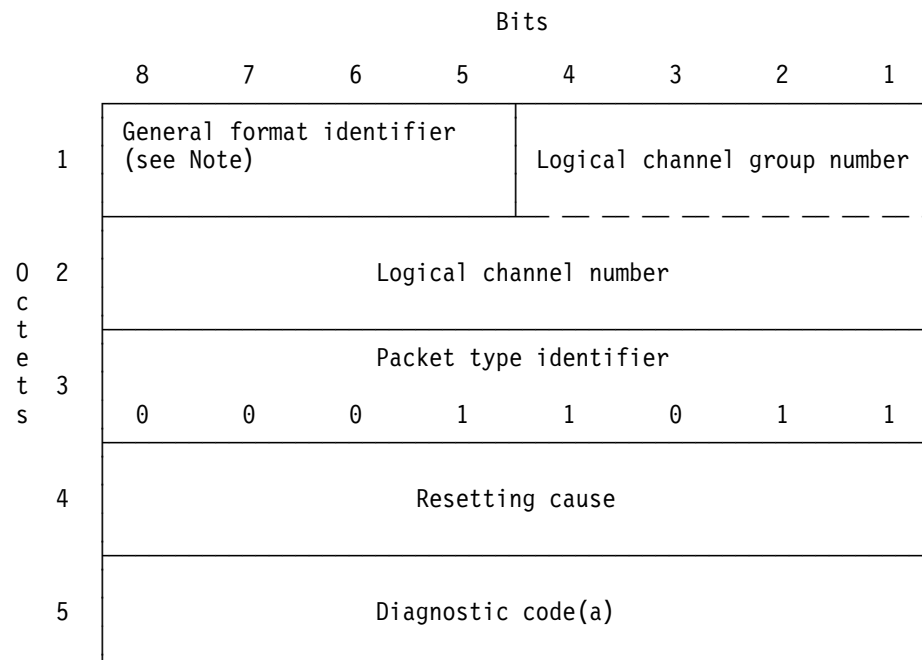 Bits
8 7 6 5 4 3 2 1
General format identifier
(see Note)
1
Logical channel group number
Octets
2
Logical channel number
Packet type identifier
3
0 0 0 1 1 0 1 1
4
Resetting cause
5
Diagnostic code(a)